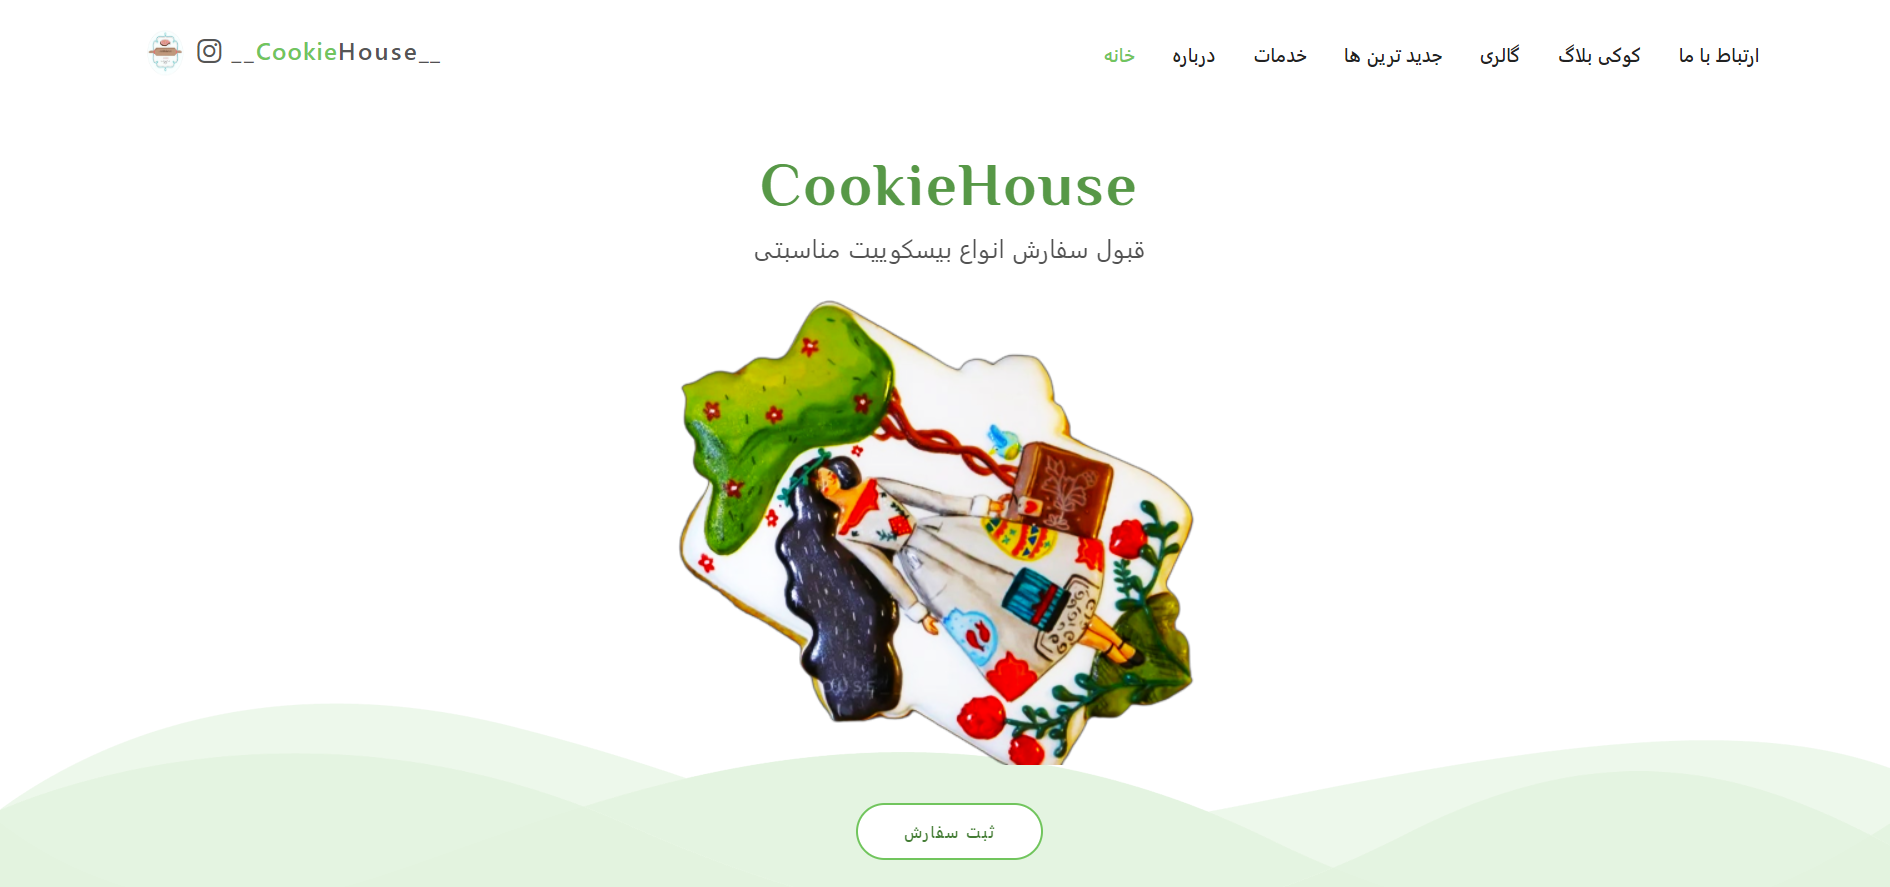 __CookieHouse__
خانه
درباره
خدمات
جدید ترین ها
گالری
کوکی بلاگ
ارتباط با ما
CookieHouse
قبول سفارش انواع بیسکوییت مناسبتی
ثبت سفارش